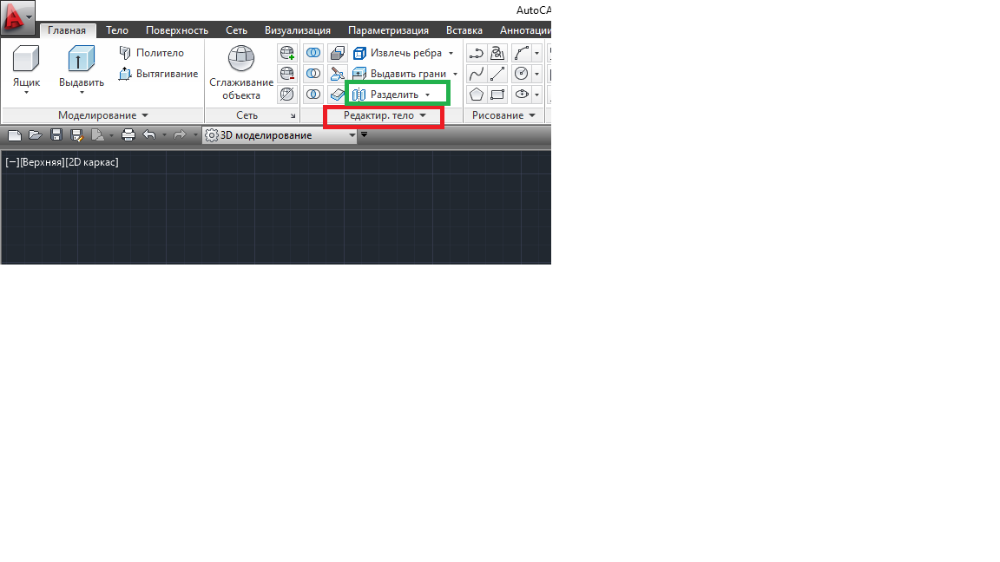 AutoCA
Главная Тело Поверхность Сеть Визуализация Параметризация Вставка Аннотации
Ящик
Выдавить
Политело
Вытягивание
Моделирование
Сглаживание
объекта
Сеть
Извлечь ребра
Выдавить грани
Разделить
Редактир. тело
Рисование
3D моделирование
[−][Верхняя][2D каркас]